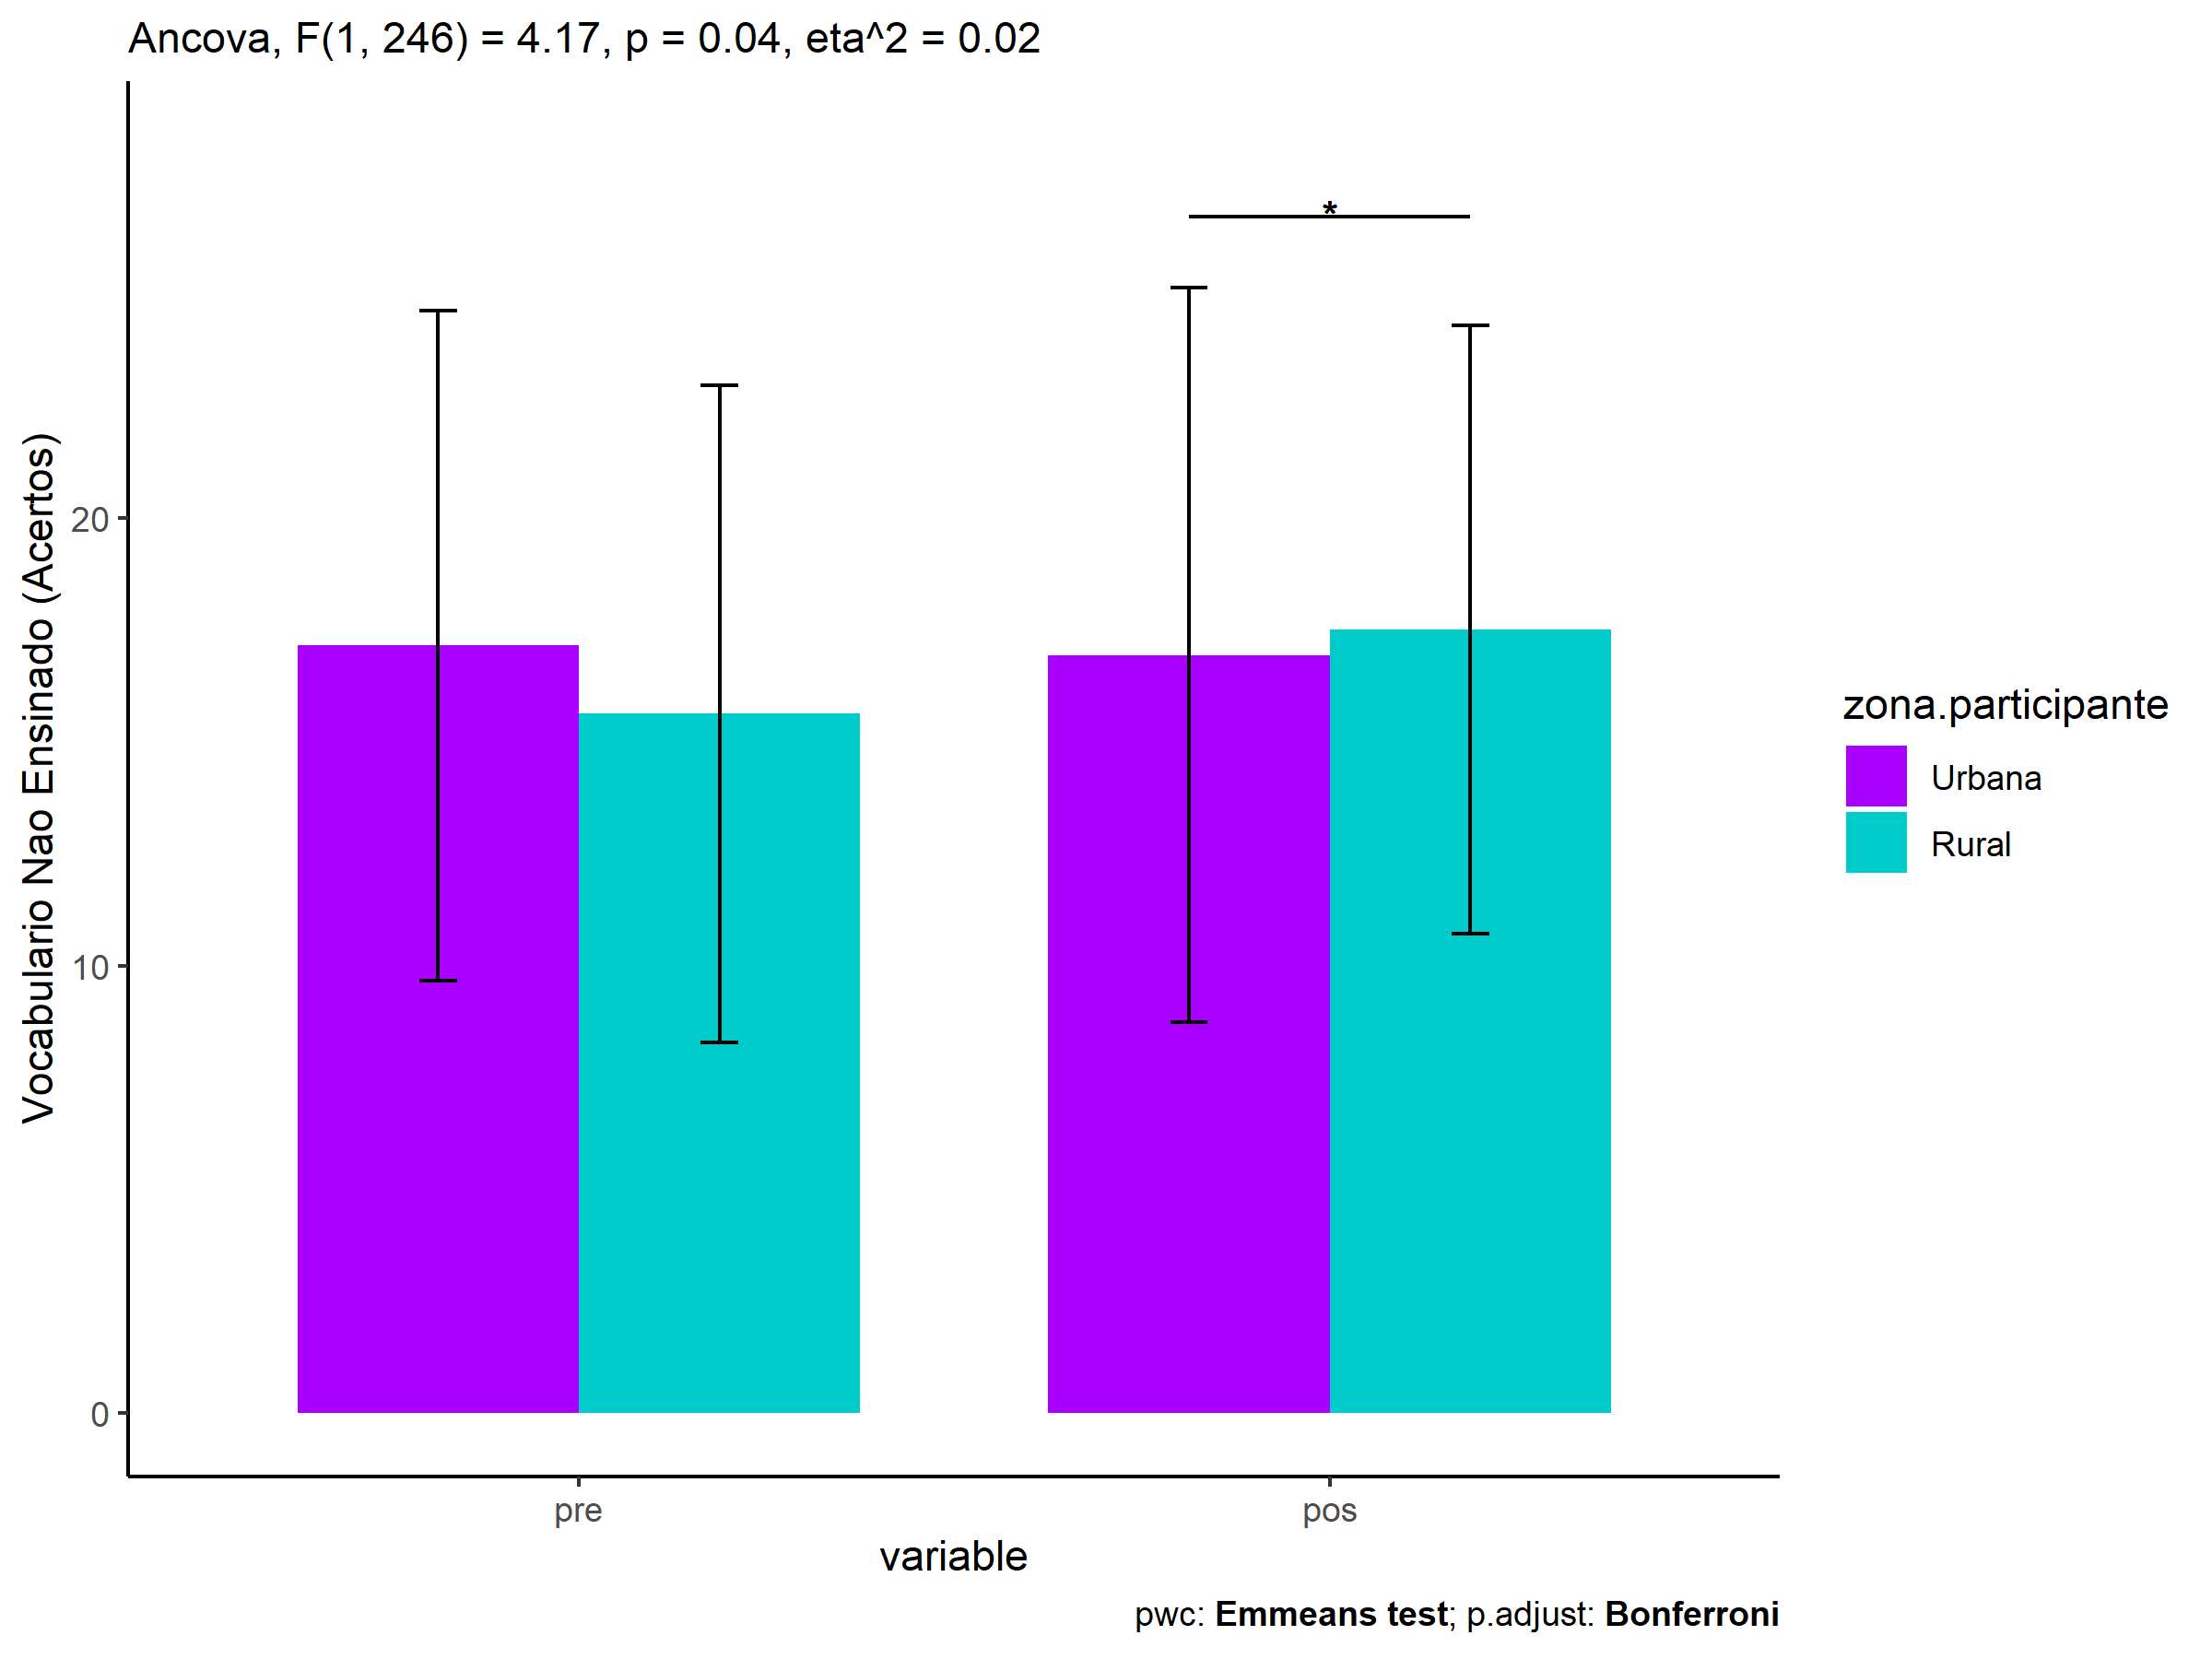 Ancova, F(1, 246) = 4.17, p = 0.04, eta^2 = 0.02
*
Vocabulario Nao Ensinado (Acertos)
20
10
0
pre
pos
variable
zona.participante
Urbana
Rural
pwc: Emmeans test; p.adjust: Bonferroni